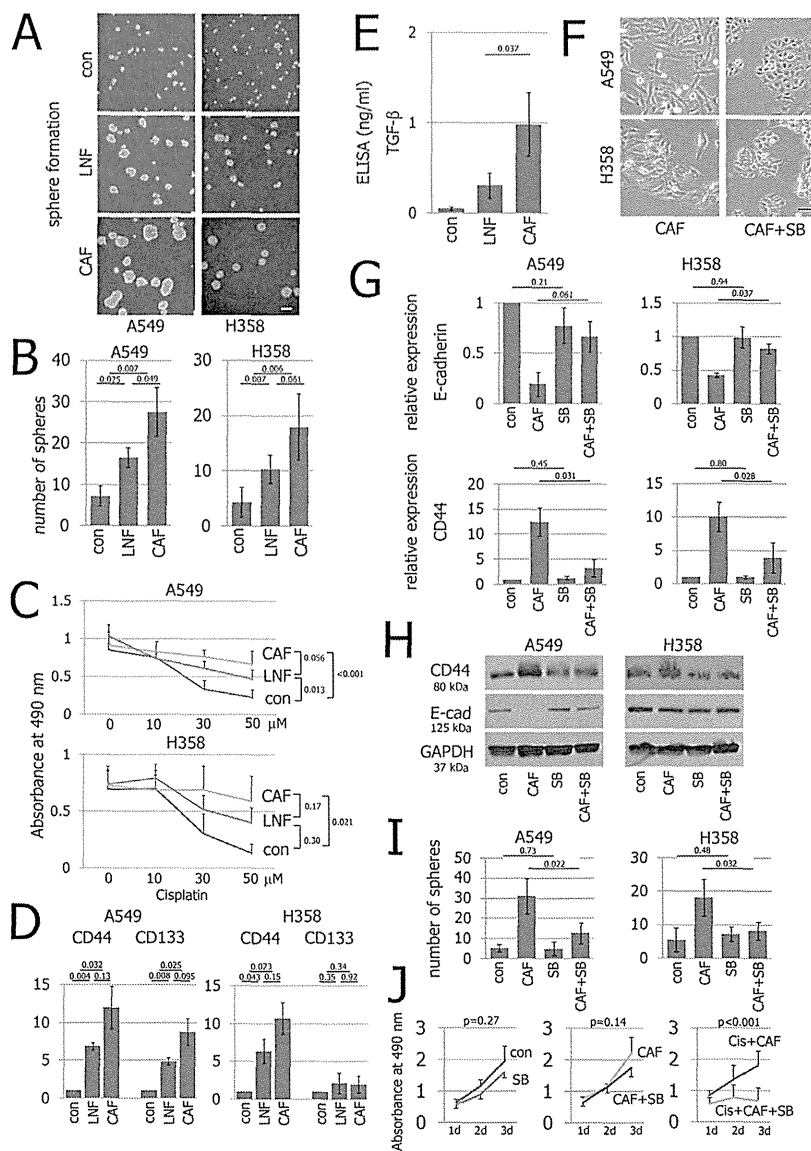 A
con
LNF
CAF
sphere formation
A549
H358
B
A549
H358
number of spheres
40
30
20
10
0
30
20
10
0
0.007
0.025
0.049
0.006
0.007
0.061
con
LNF
CAF
con
LNF
CAF
C
A549
1.5
1
0.5
0
CAF
LNF
con
0.056
0.013
<0.001
0
10
30
50
µM
H358
Absorbance at 490 nm
1
0.5
0
CAF
LNF
con
0.17
0.30
0.021
0
10
30
50
µM
Cisplatin
D
A549
H358
CD44
CD133
CD44
CD133
0.032
0.004
0.13
0.025
0.008
0.095
0.023
0.043
0.15
0.34
0.35
0.92
15
10
5
0
15
10
5
0
con
LNF
CAF
con
LNF
CAF
con
LNF
CAF
con
LNF
CAF
E
ELISA (ng/ml)
TGF-β
2
1
0
0.037
con
LNF
CAF
F
A549
H358
CAF
CAF+SB
G
A549
H358
relative expression
E-cadherin
1
0.5
0
0.21
0.061
con
CAF
SB
CAF+SB
relative expression
1.5
1
0.5
0
0.94
0.037
con
CAF
SB
CAF+SB
relative expression
CD44
20
15
10
5
0
0.45
0.031
con
CAF
SB
CAF+SB
relative expression
15
10
5
0
0.80
0.028
con
CAF
SB
CAF+SB
H
A549
H358
CD44
80 kDa
E-cad
125 kDa
GAPDH
37 kDa
con
CAF
SB
CAF+SB
con
CAF
SB
CAF+SB
I
A549
H358
number of spheres
50
40
30
20
10
0
0.73
0.022
con
CAF
SB
CAF+SB
30
20
10
0
0.48
0.032
con
CAF
SB
CAF+SB
J
Absorbance at 490 nm
p=0.27
3
2
1
0
con
SB
1d
2d
3d
p=0.14
3
2
1
0
CAF
CAF+SB
1d
2d
3d
p<0.001
3
2
1
0
Cis+CAF
Cis+CAF+SB
1d
2d
3d